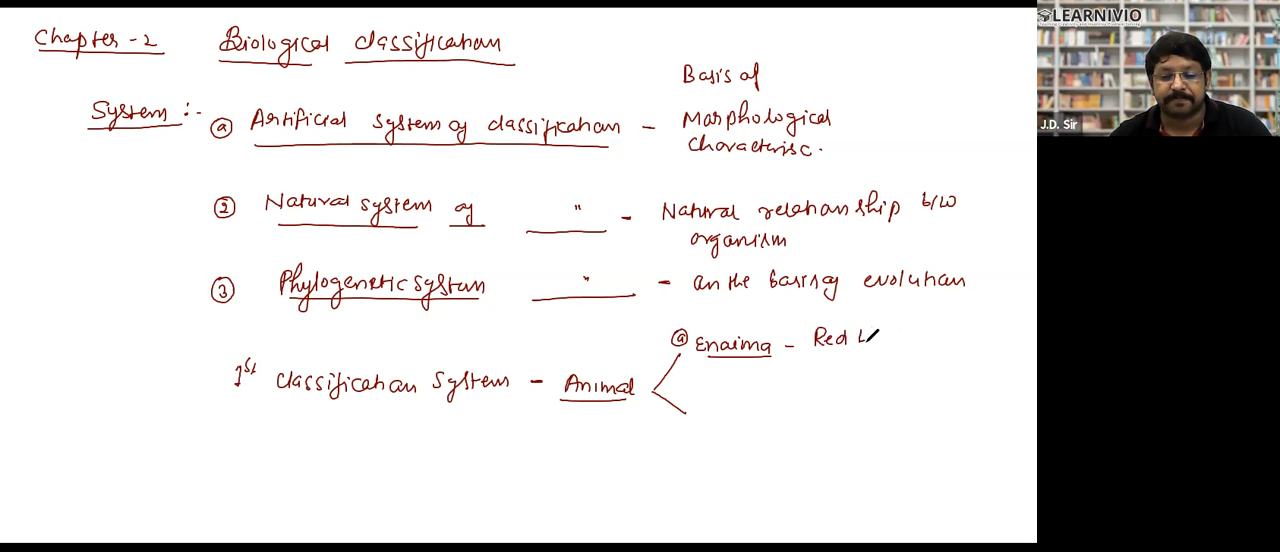 Chapter-2 Biological classification
Basis of
System :- ⓐ Artificial system of classification - Morphological
charocterisc.
② Natural system of " - Natural relationship b/w
organism
③ Phylogenetic system " - on the basis of evolution
ⓐ Enaima - Red
1st classification system - Animal
LEARNIVIO
J.D. Sir